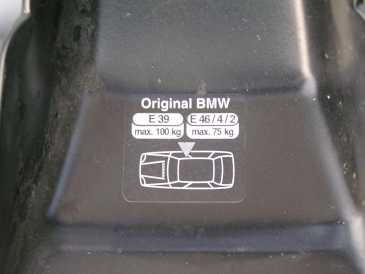 Original BMW
E 39 E 46 / 4 / 2
max. 100 kg max. 75 kg